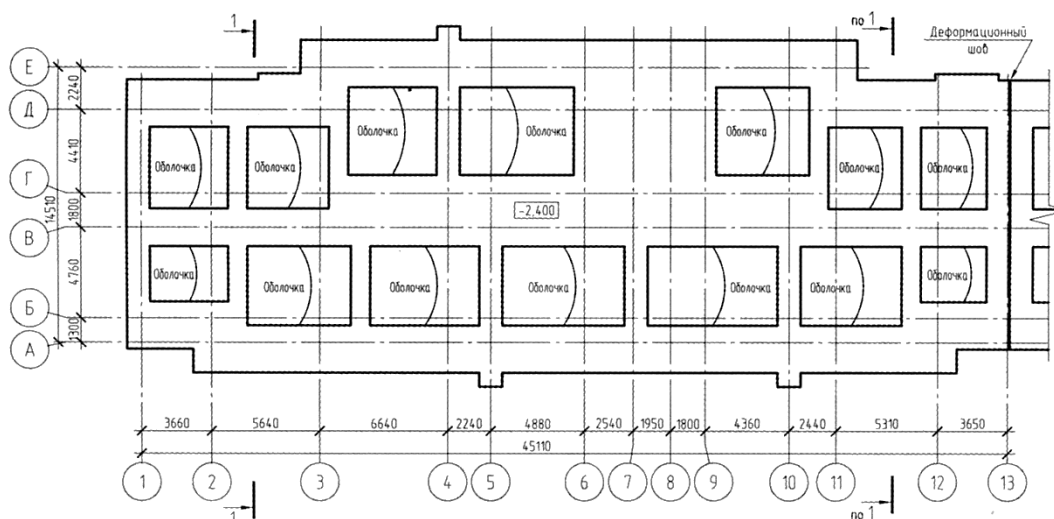 1
по 1
Деформационный
шов
Е
2240
Д
Оболочка
Оболочка
Оболочка
4410
Оболочка
Оболочка
Оболочка
Оболочка
Г
14510
1800
-2,400
В
4760
Оболочка
Оболочка
Оболочка
Оболочка
Оболочка
Оболочка
Оболочка
Б
1300
А
3660
5640
6640
2240
4880
2540
1950
1800
4360
2440
5310
3650
45110
1
2
3
4
5
6
7
8
9
10
11
12
13
1
по 1